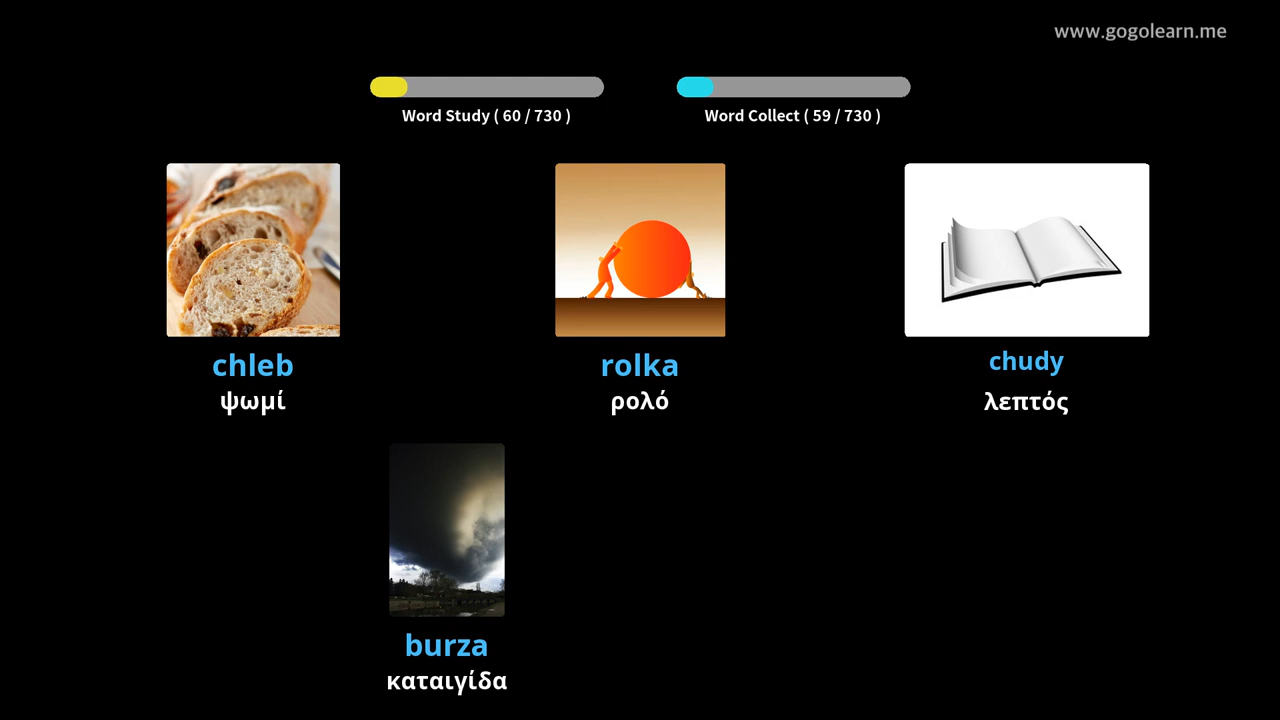 www.gogolearn.me
Word Study ( 60 / 730 )
Word Collect ( 59 / 730 )
chleb
ψωμί
rolka
ρολό
chudy
λεπτός
burza
καταιγίδα